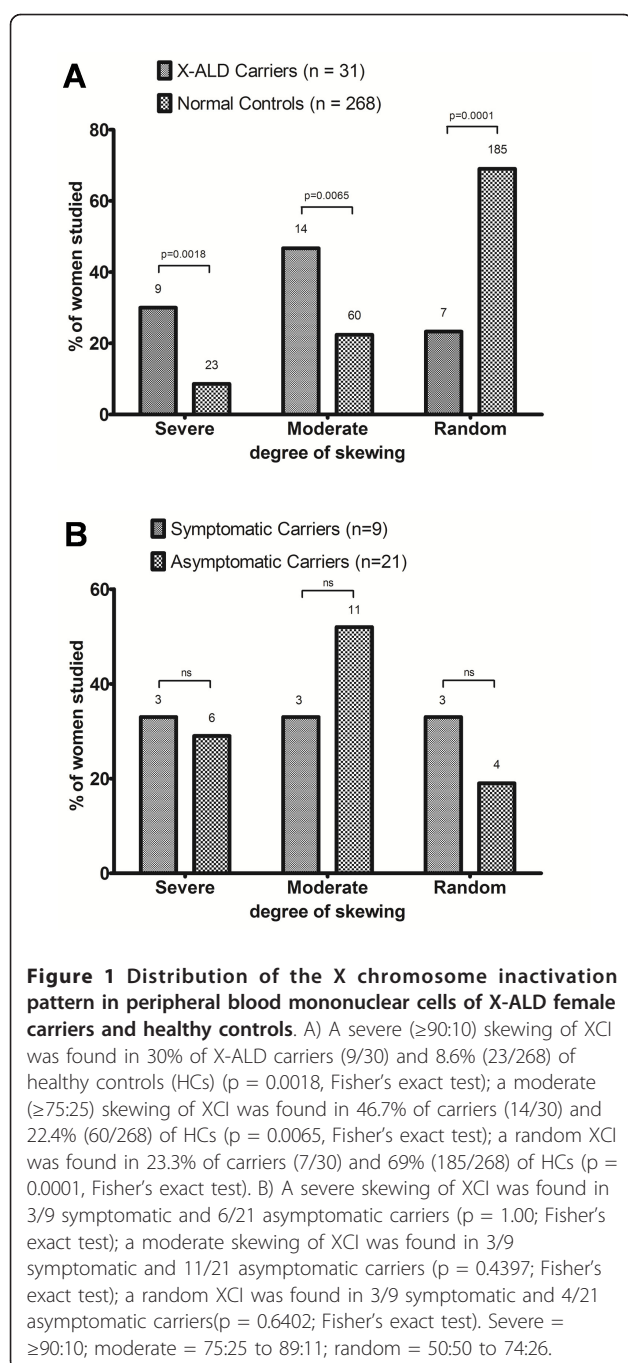 A
X-ALD Carriers (n = 31)
Normal Controls (n = 268)
80
60
40
20
0
% of women studied
p=0.0018
9
23
p=0.0065
14
60
p=0.0001
7
185
Severe
Moderate
Random
degree of skewing
B
Symptomatic Carriers (n=9)
Asymptomatic Carriers (n=21)
60
40
20
0
% of women studied
ns
3
6
ns
3
11
ns
3
4
Severe
Moderate
Random
degree of skewing
Figure 1 Distribution of the X chromosome inactivation
pattern in peripheral blood mononuclear cells of X-ALD female
carriers and healthy controls. A) A severe (≥90:10) skewing of XCI
was found in 30% of X-ALD carriers (9/30) and 8.6% (23/268) of
healthy controls (HCs) (p = 0.0018, Fisher's exact test); a moderate
(≥75:25) skewing of XCI was found in 46.7% of carriers (14/30) and
22.4% (60/268) of HCs (p = 0.0065, Fisher's exact test); a random XCI
was found in 23.3% of carriers (7/30) and 69% (185/268) of HCs (p =
0.0001, Fisher's exact test). B) A severe skewing of XCI was found in
3/9 symptomatic and 6/21 asymptomatic carriers (p = 1.00; Fisher's
exact test); a moderate skewing of XCI was found in 3/9
symptomatic and 11/21 asymptomatic carriers (p = 0.4397; Fisher's
exact test); a random XCI was found in 3/9 symptomatic and 4/21
asymptomatic carriers(p = 0.6402; Fisher's exact test). Severe =
≥90:10; moderate = 75:25 to 89:11; random = 50:50 to 74:26.